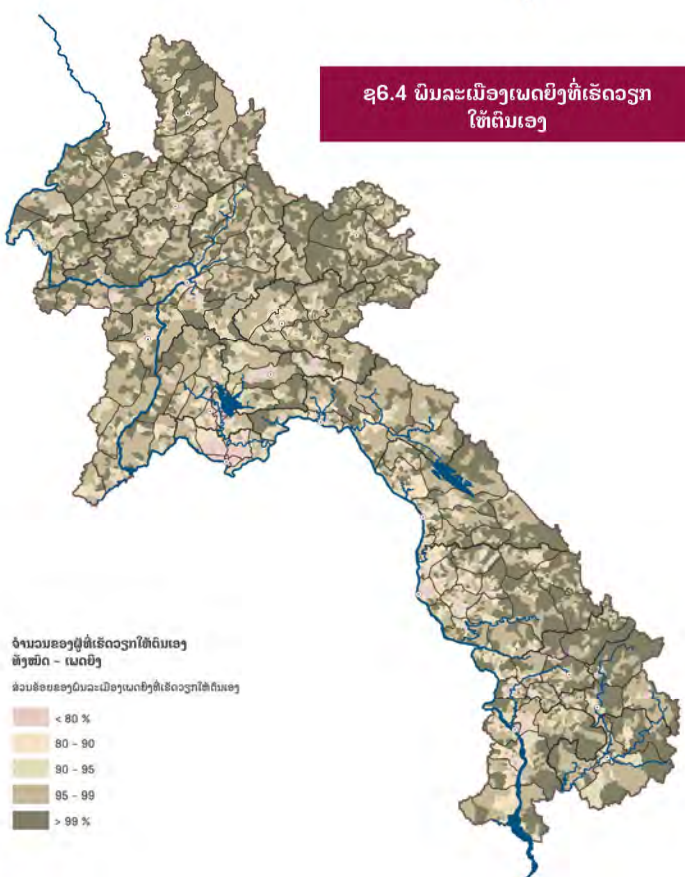 ຊ6.4 ພົນລະເມືອງເພດຍິງທີ່ເຮັດວຽກ
ໃຫ້ຕົນເອງ
ຈຳນວນຂອງຜູ້ທີ່ເຮັດວຽກໃຫ້ຕົນເອງ
ທັງໝົດ - ເພດຍິງ
ສ່ວນຮ້ອຍຂອງພົນລະເມືອງເພດຍິງທີ່ເຮັດວຽກໃຫ້ຕົນເອງ
< 80 %
80 - 90
90 - 95
95 - 99
> 99 %